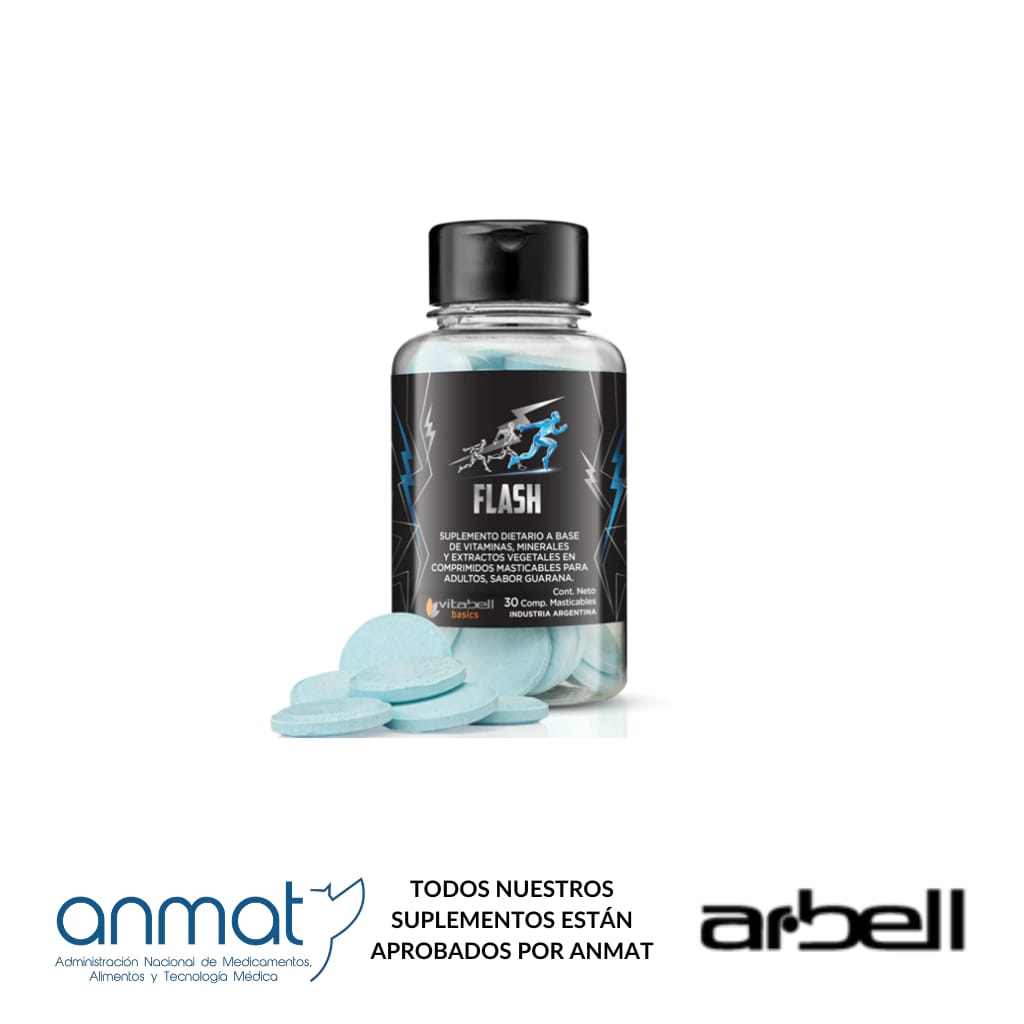 FLASH
SUPLEMENTO DIETARIO A BASE
DE VITAMINAS, MINERALES
Y EXTRACTOS VEGETALES EN
COMPRIMIDOS MASTICABLES PARA
ADULTOS, SABOR GUARANA.
Cont. Neto
30 Comp. Masticables
INDUSTRIA ARGENTINA
vitabell
basics
anmat
Administración Nacional de Medicamentos,
Alimentos y Tecnología Médica
TODOS NUESTROS
SUPLEMENTOS ESTÁN
APROBADOS POR ANMAT
arbell